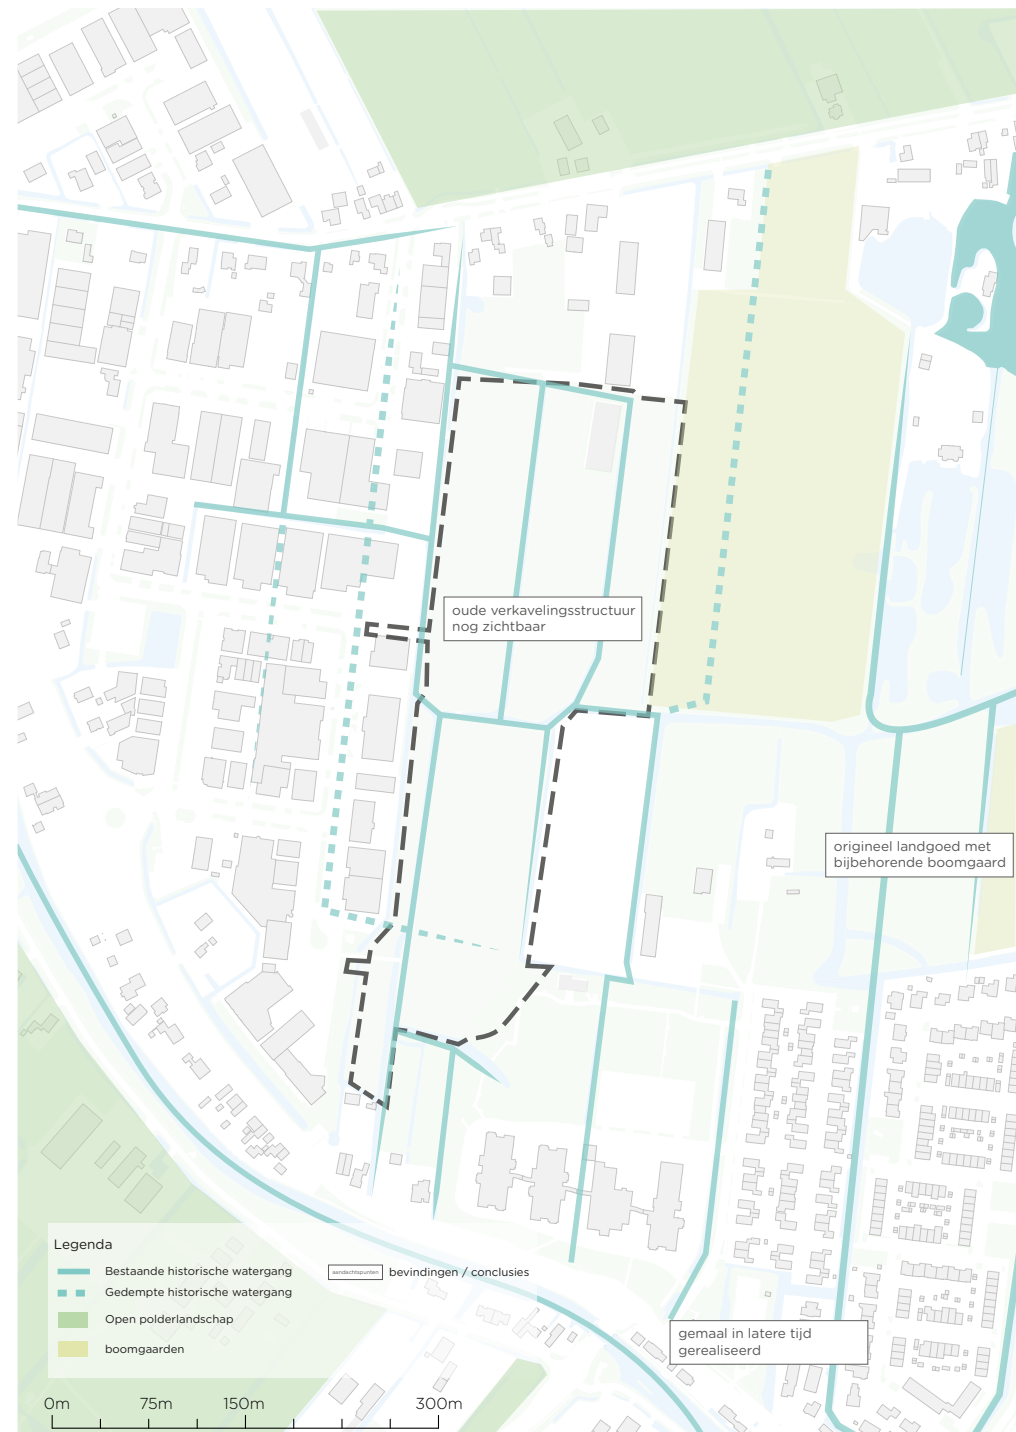 oude verkavelingsstructuur
nog zichtbaar
origineel landgoed met
bijbehorende boomgaard
gemaal in latere tijd
gerealiseerd
Legenda
Bestaande historische watergang
Gedempte historische watergang
Open polderlandschap
boomgaarden
aandachtspunten bevindingen / conclusies
0m 75m 150m 300m